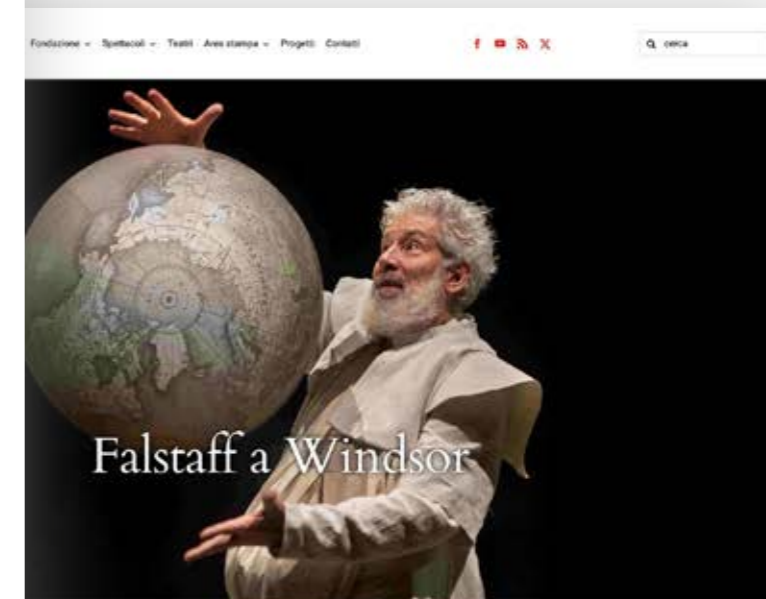 Fondazione Spettacoli Teatri Area stampa Progetti Contatti
cerca
Falstaff a Windsor